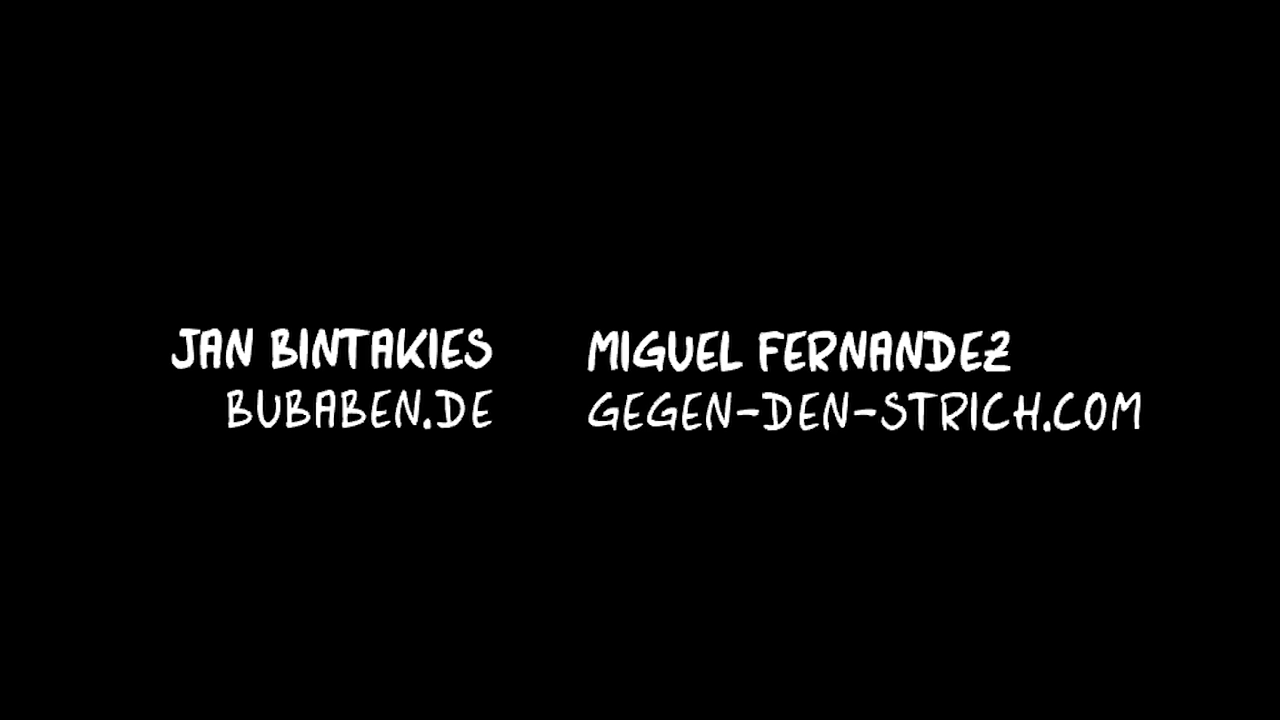 JAN BINTAKIES
BUBABEN.DE
MIGUEL FERNANDEZ
GEGEN-DEN-STRICH.COM